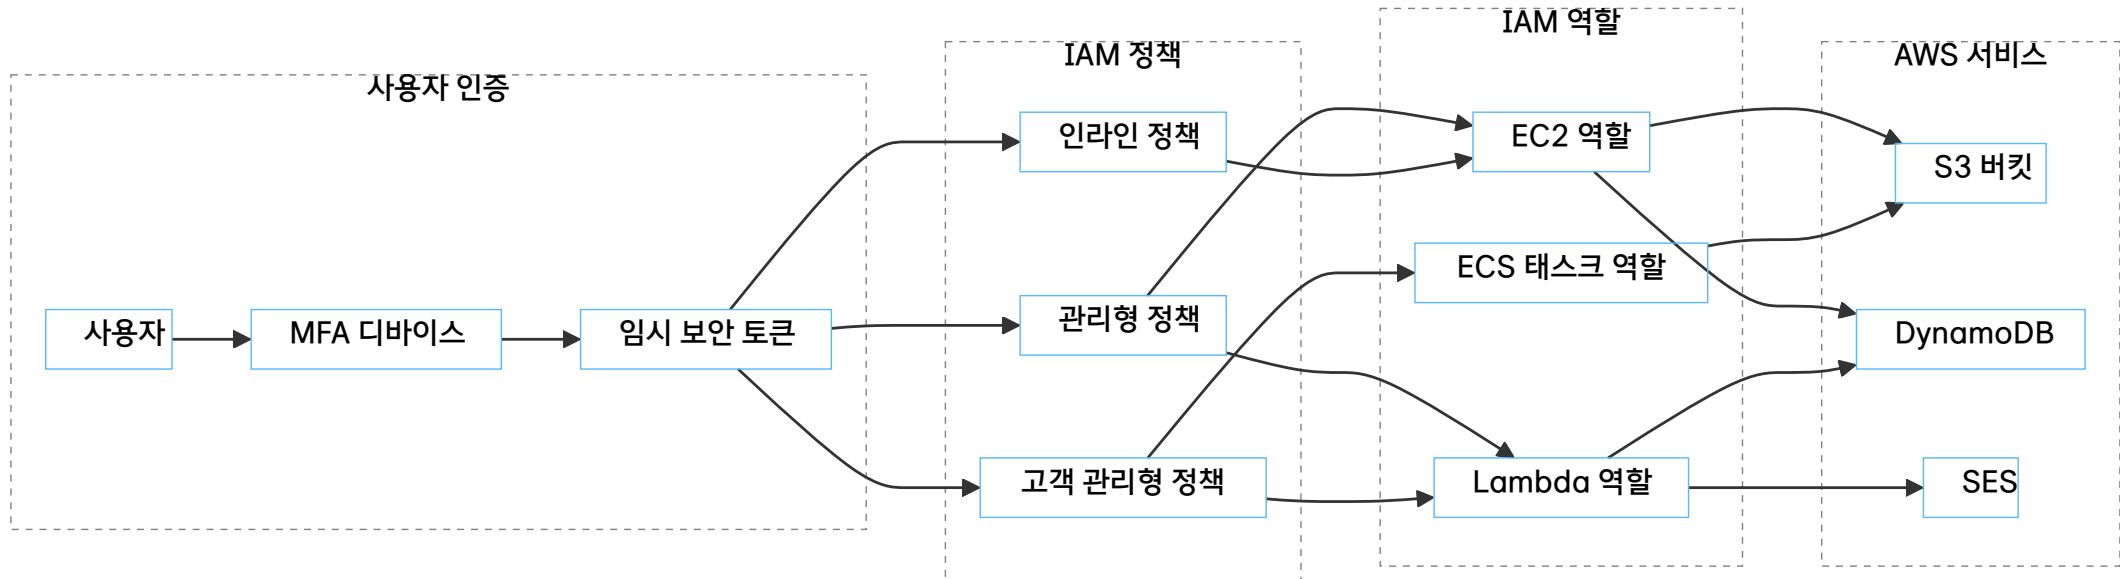 사용자 인증
사용자
MFA 디바이스
임시 보안 토큰
IAM 정책
인라인 정책
관리형 정책
고객 관리형 정책
IAM 역할
EC2 역할
ECS 태스크 역할
Lambda 역할
AWS 서비스
S3 버킷
DynamoDB
SES